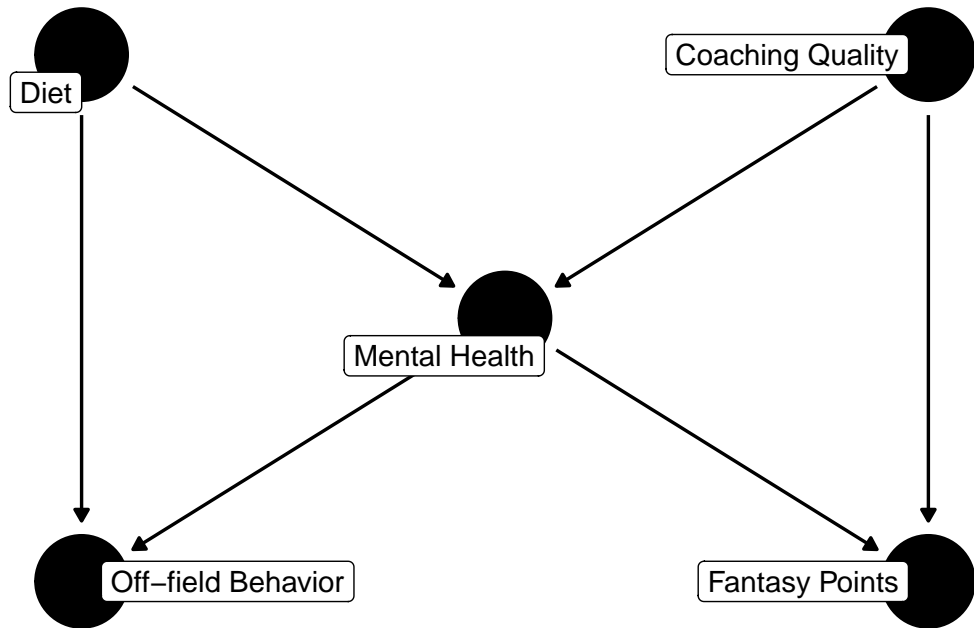 Diet
Coaching Quality
Mental Health
Off−field Behavior
Fantasy Points